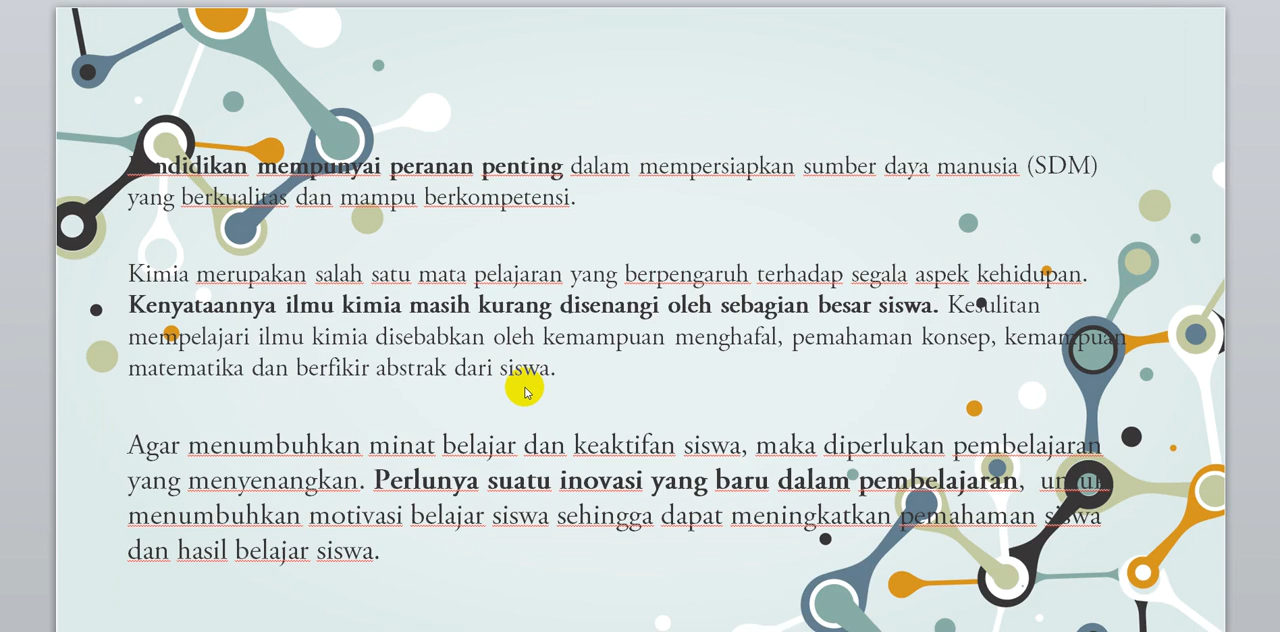 Pendidikan mempunyai peranan penting dalam mempersiapkan sumber daya manusia (SDM)
yang berkualitas dan mampu berkompetensi.
Kimia merupakan salah satu mata pelajaran yang berpengaruh terhadap segala aspek kehidupan.
Kenyataannya ilmu kimia masih kurang disenangi oleh sebagian besar siswa. Kesulitan
mempelajari ilmu kimia disebabkan oleh kemampuan menghafal, pemahaman konsep, kemampuan
matematika dan berfikir abstrak dari siswa.
Agar menumbuhkan minat belajar dan keaktifan siswa, maka diperlukan pembelajaran
yang menyenangkan. Perlunya suatu inovasi yang baru dalam pembelajaran, untuk
menumbuhkan motivasi belajar siswa sehingga dapat meningkatkan pemahaman siswa
dan hasil belajar siswa.